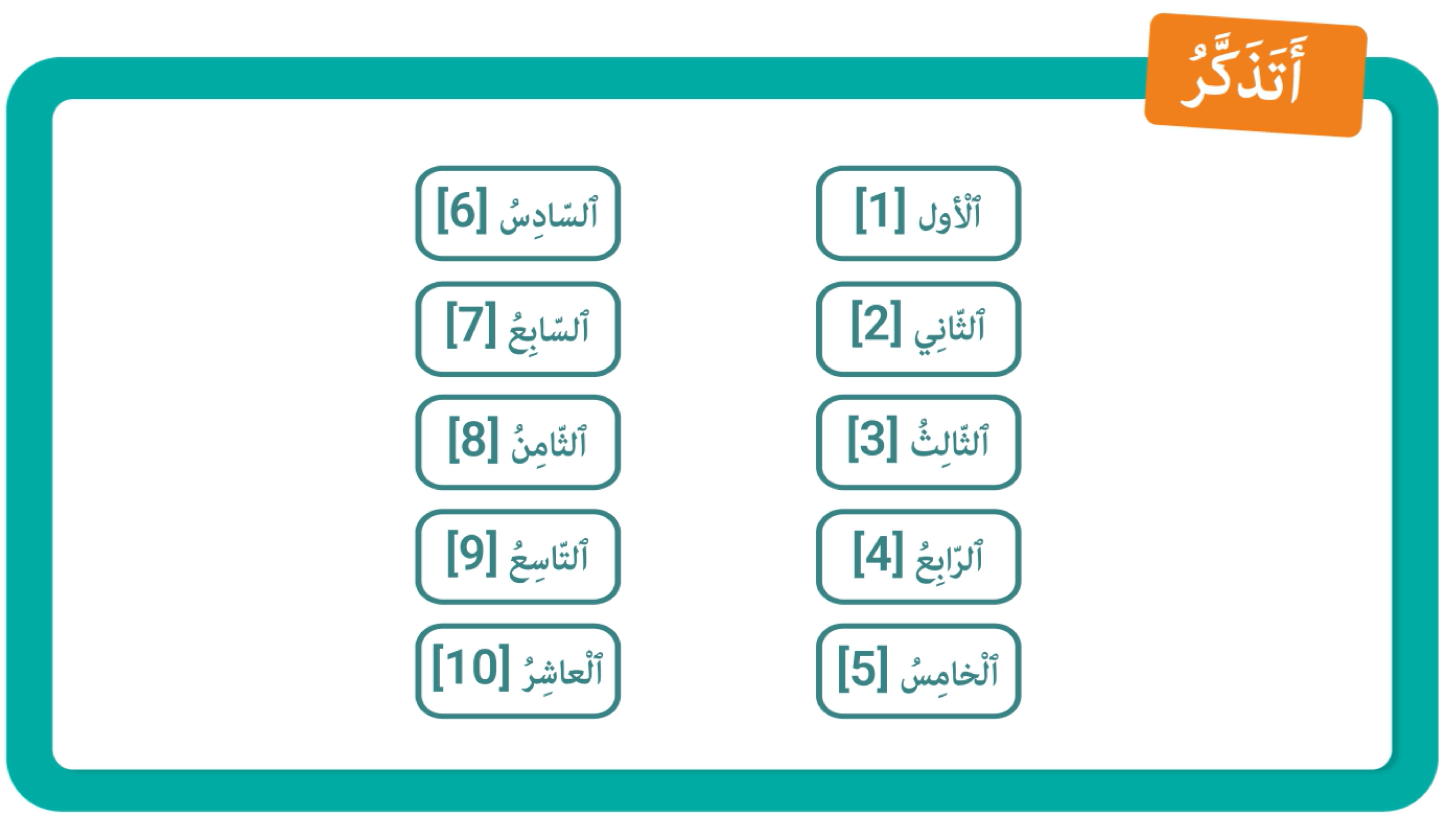 أَتَذَكَّرُ
ٱلْأول [1]
ٱلثّانِي [2]
ٱلثّالِثُ [3]
ٱلرّابِعُ [4]
ٱلْخامِسُ [5]
ٱلسّادِسُ [6]
ٱلسّابِعُ [7]
ٱلثّامِنُ [8]
ٱلتّاسِعُ [9]
ٱلْعاشِرُ [10]